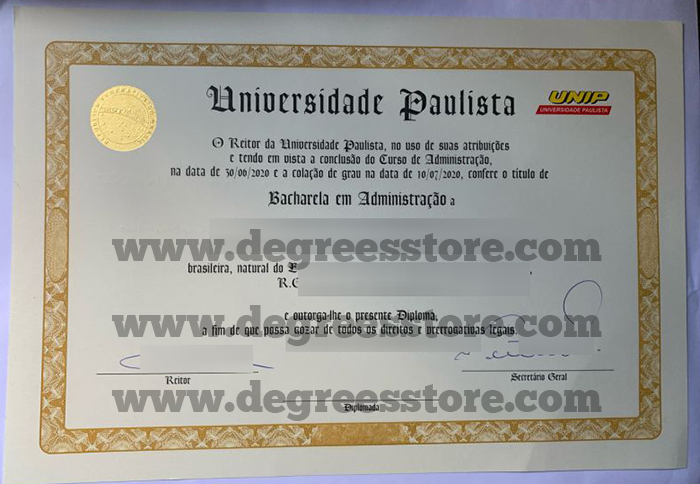 Universidade Paulista
UNIP
UNIVERSIDADE PAULISTA
O Reitor da Universidade Paulista, no uso de suas atribuições
e tendo em vista a conclusão do Curso de Administração,
na data de 30/06/2020 e a colação de grau na data de 10/07/2020, confere o título de
Bacharela em Administração a
www.degreesstore.com
brasileira, natural do E
R.G
e outorga-lhe o presente Diploma,
www.degreesstore.com
a fim de que possa gozar de todos os direitos e prerrogativas legais.
Reitor
Secretário Geral
www.degreesstore.com
Diplomada